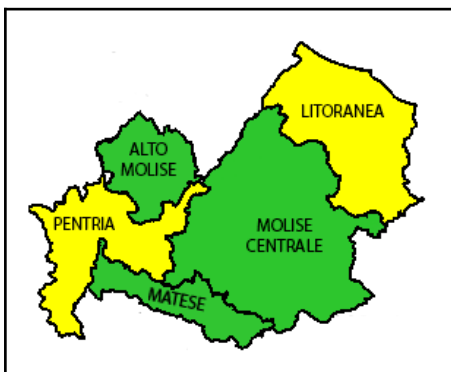 LITORANEA
ALTO
MOLISE
PENTRIA
MOLISE
CENTRALE
MATESE